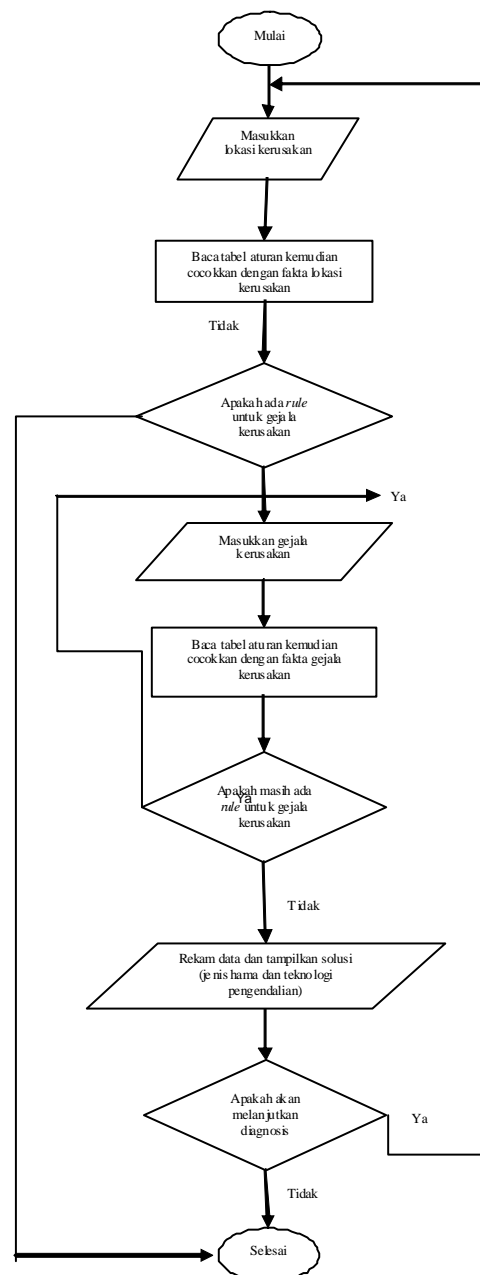 Mulai
Masukkan
lokasi kerusakan
Baca tabel aturan kemudian
cocokkan dengan fakta lokasi
kerusakan
Tidak
Apakah ada rule
untuk gejala
kerusakan
Ya
Masukkan gejala
kerusakan
Baca tabel aturan kemudian
cocokkan dengan fakta gejala
kerusakan
Apakah masih ada
Ya
rule untuk gejala
kerusakan
Tidak
Rekam data dan tampilkan solusi
(jenis hama dan teknologi
pengendalian)
Apakah akan
melanjutkan
diagnosis
Ya
Tidak
Selesai